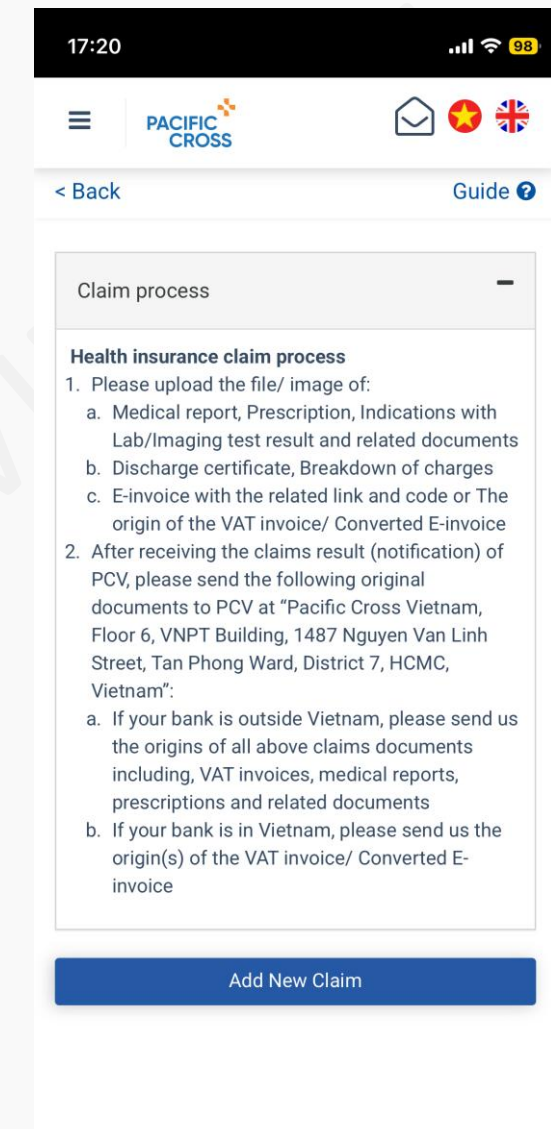 17:20
98
PACIFIC
CROSS
< Back
Guide
Claim process
Health insurance claim process
1. Please upload the file/ image of:
a. Medical report, Prescription, Indications with
Lab/Imaging test result and related documents
b. Discharge certificate, Breakdown of charges
c. E-invoice with the related link and code or The
origin of the VAT invoice/ Converted E-invoice
2. After receiving the claims result (notification) of
PCV, please send the following original
documents to PCV at “Pacific Cross Vietnam,
Floor 6, VNPT Building, 1487 Nguyen Van Linh
Street, Tan Phong Ward, District 7, HCMC,
Vietnam”:
a. If your bank is outside Vietnam, please send us
the origins of all above claims documents
including, VAT invoices, medical reports,
prescriptions and related documents
b. If your bank is in Vietnam, please send us the
origin(s) of the VAT invoice/ Converted E-
invoice
Add New Claim